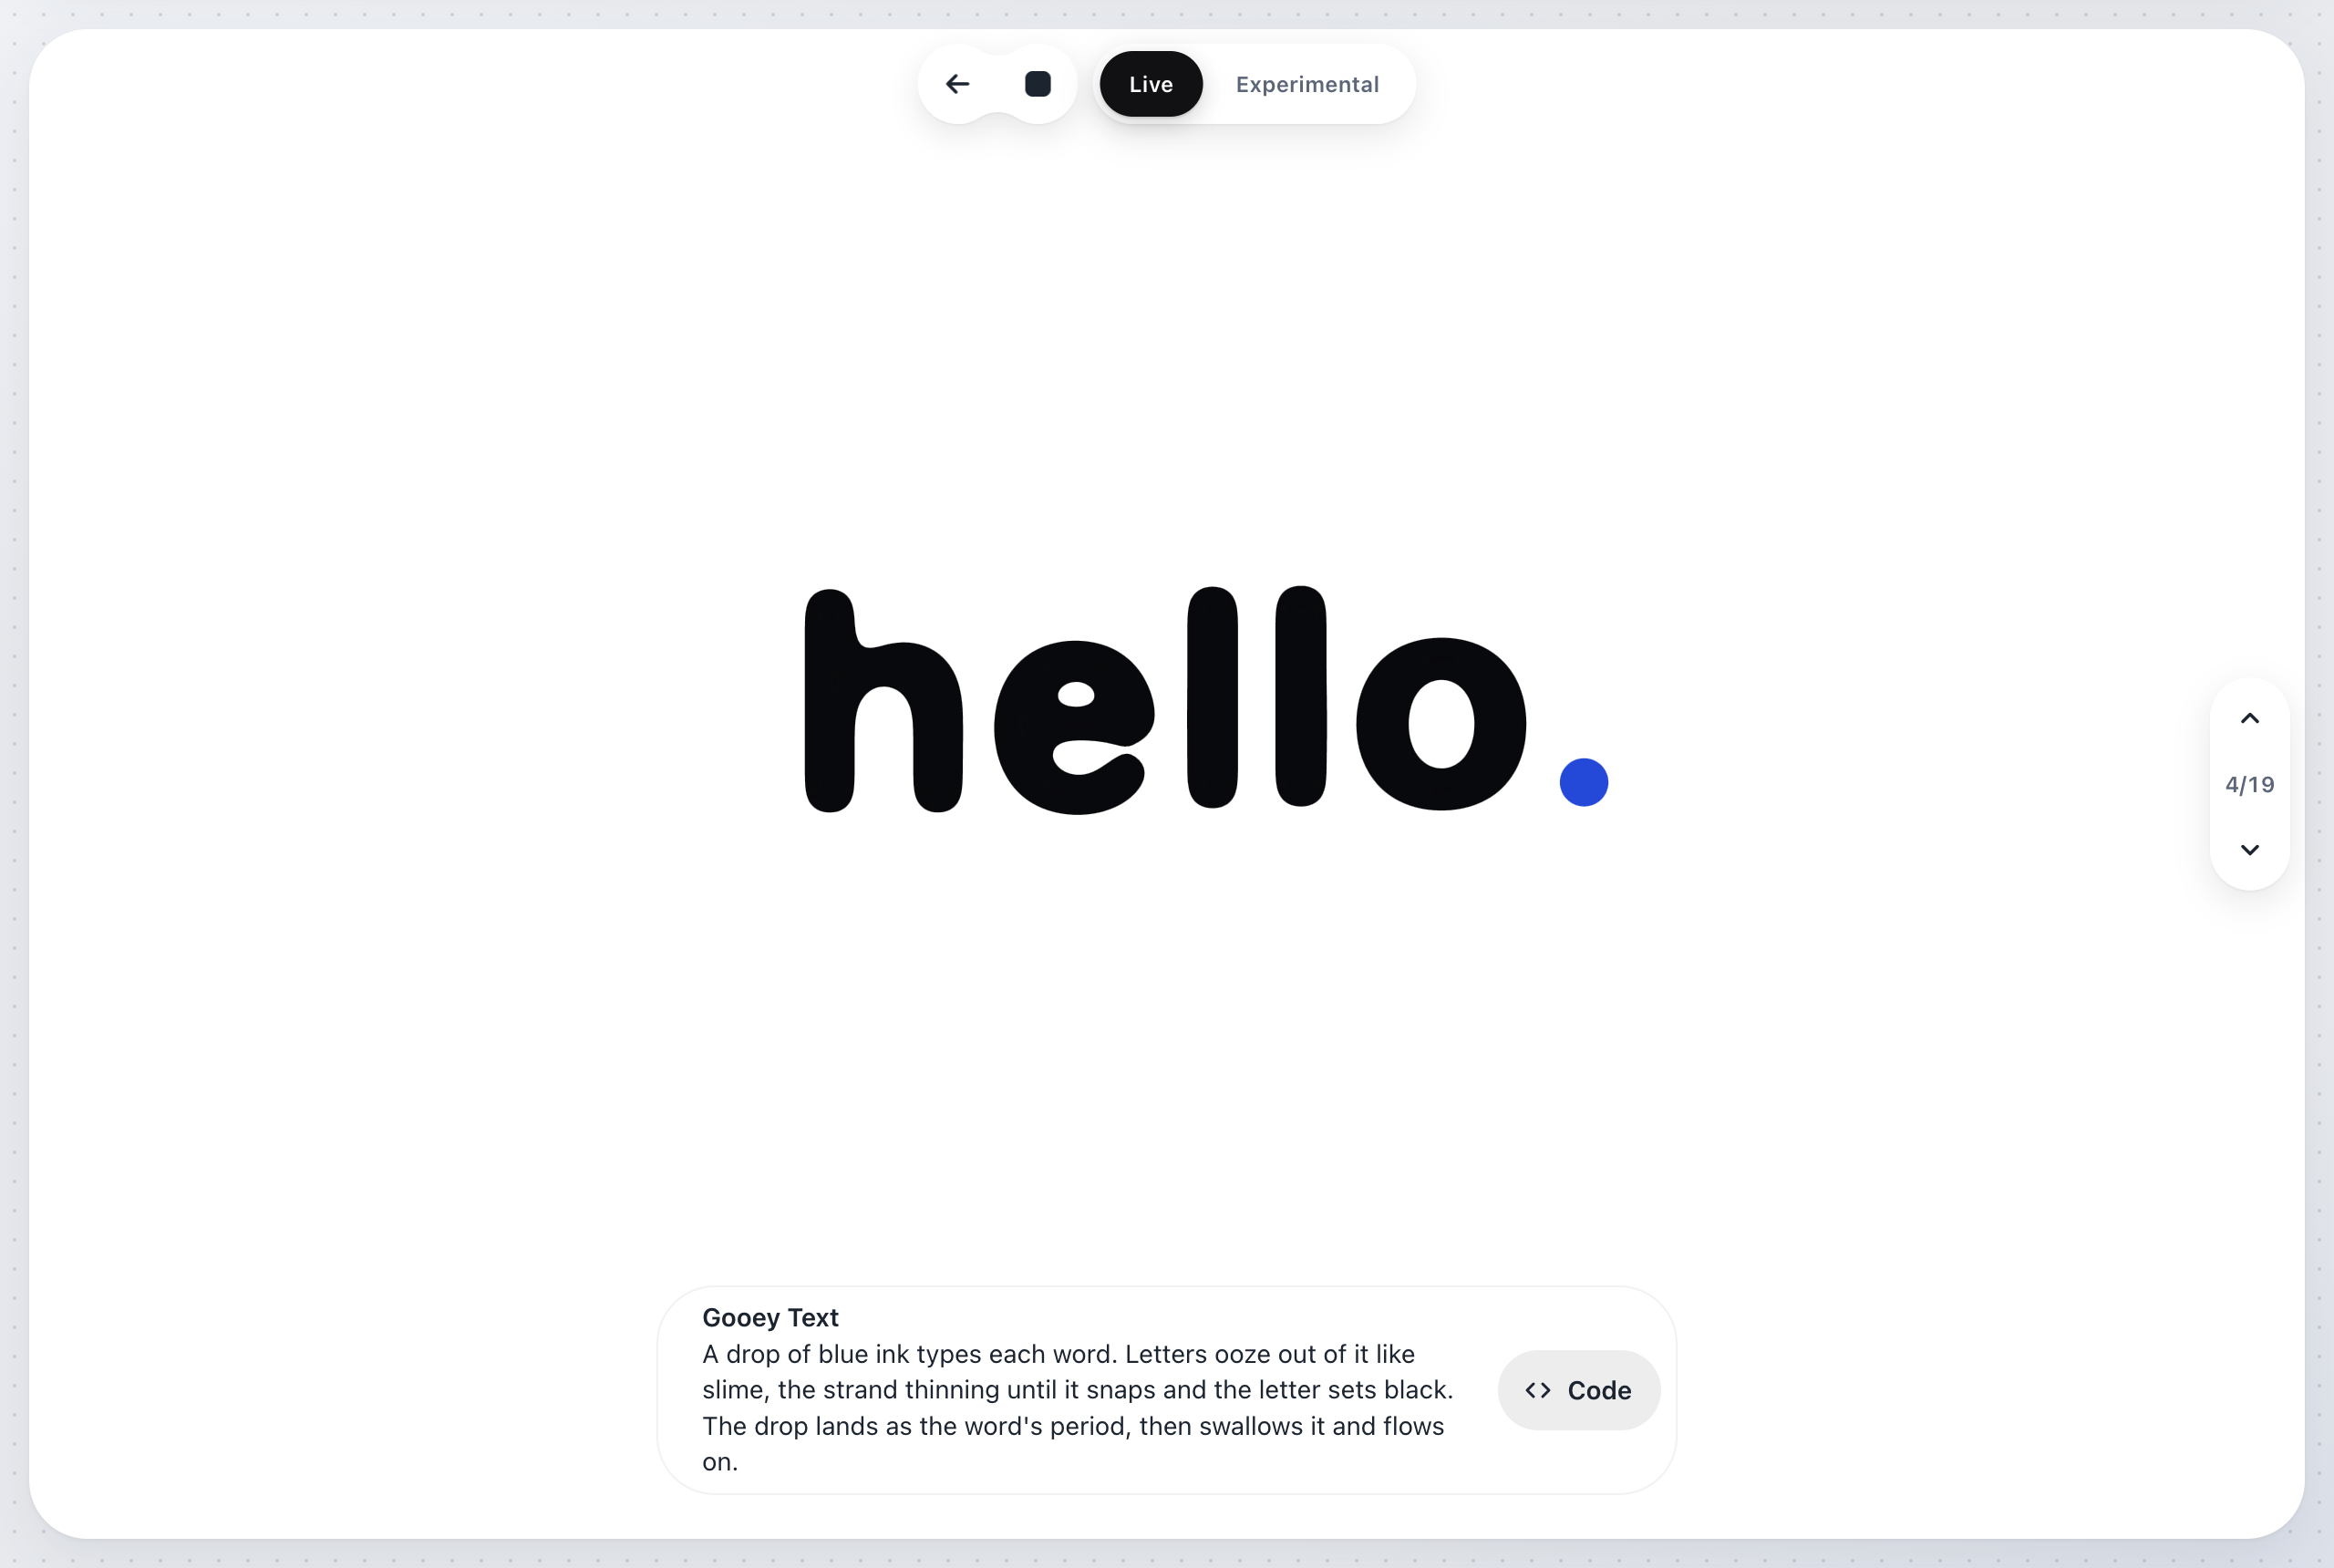 Live
Experimental
hello.
4/19
Gooey Text
A drop of blue ink types each word. Letters ooze out of it like
slime, the strand thinning until it snaps and the letter sets black.
The drop lands as the word's period, then swallows it and flows
on.
Code